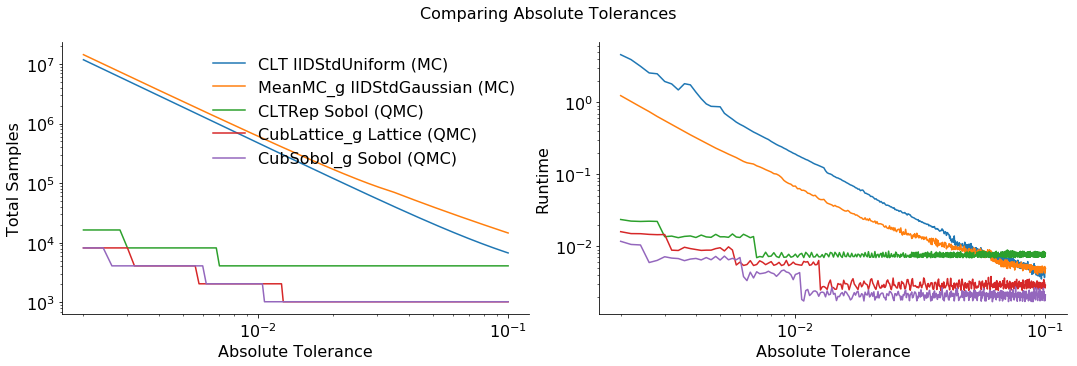 Comparing Absolute Tolerances
Total Samples
10⁷
10⁶
10⁵
10⁴
10³
CLT IIDStdUniform (MC)
MeanMC_g IIDStdGaussian (MC)
CLTRep Sobol (QMC)
CubLattice_g Lattice (QMC)
CubSobol_g Sobol (QMC)
10⁻²
10⁻¹
Absolute Tolerance
Runtime
10⁰
10⁻¹
10⁻²
10⁻²
10⁻¹
Absolute Tolerance